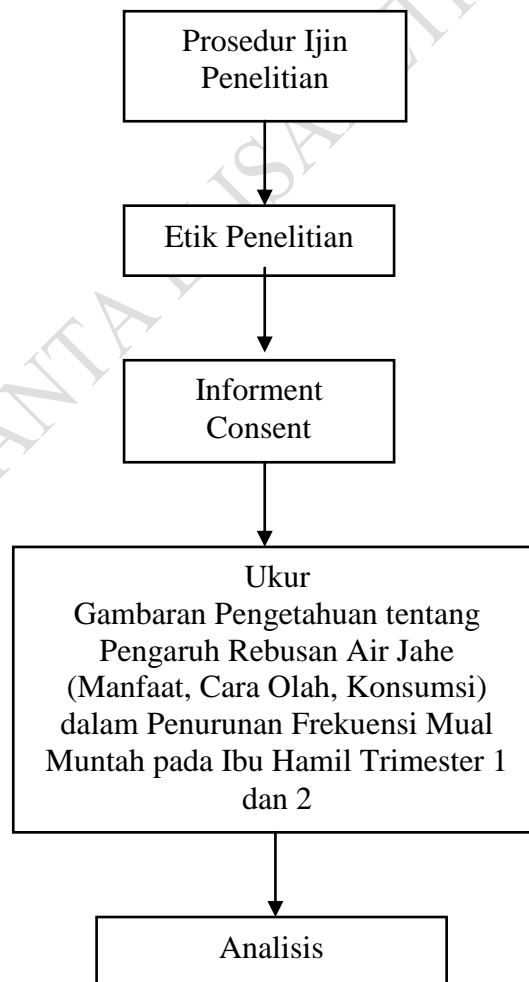 Prosedur Ijin
Penelitian
Etik Penelitian
Informent
Consent
Ukur
Gambaran Pengetahuan tentang
Pengaruh Rebusan Air Jahe
(Manfaat, Cara Olah, Konsumsi)
dalam Penurunan Frekuensi Mual
Muntah pada Ibu Hamil Trimester 1
dan 2
Analisis